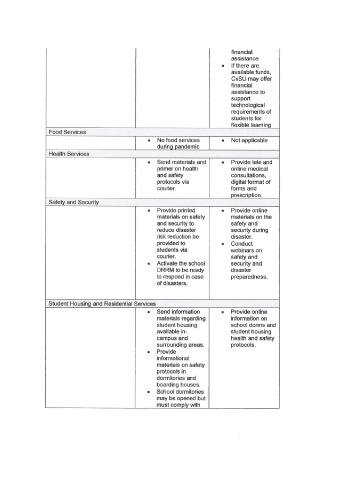 financial
assistance
• If there are
available funds,
CvSU may offer
financial
assistance to
support
technological
requirements of
students for
flexible learning
Food Services
• No food services
during pandemic
• Not applicable
Health Services
• Send materials and
primer on health
and safety
protocols via
courier.
• Provide tele and
online medical
consultations,
digital format of
forms and
prescription.
Safety and Security
• Provide printed
materials on safety
and security to
reduce disaster
risk reduction be
provided to
students via
courier.
• Activate the school
DRRM to be ready
to respond in case
of disasters.
• Provide online
materials on the
safety and
security during
disaster.
• Conduct
webinars on
safety and
security and
disaster
preparedness.
Student Housing and Residential Services
• Send information
materials regarding
student housing
available in-
campus and
surrounding areas.
• Provide
informational
materials on safety
protocols in
dormitories and
boarding houses.
• School dormitories
may be opened but
must comply with
• Provide online
information on
school dorms and
student housing
health and safety
protocols.